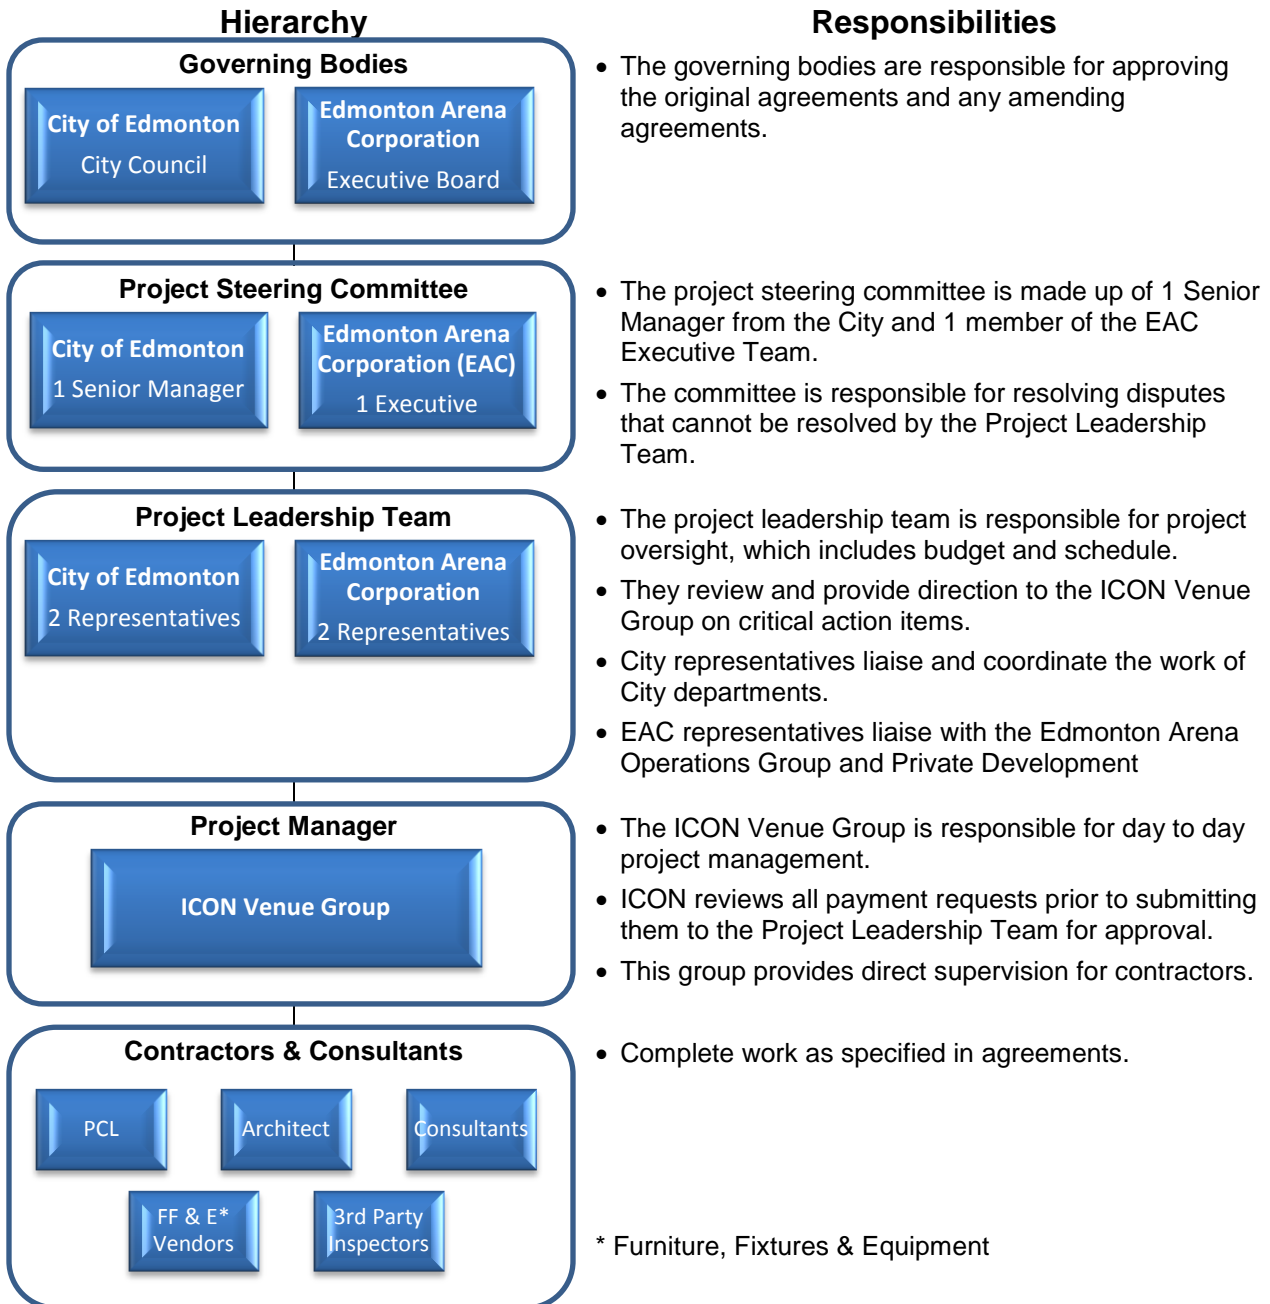 Hierarchy
Responsibilities
Governing Bodies
City of Edmonton
City Council
Edmonton Arena
Corporation
Executive Board
• The governing bodies are responsible for approving
the original agreements and any amending
agreements.
Project Steering Committee
City of Edmonton
1 Senior Manager
Edmonton Arena
Corporation (EAC)
1 Executive
• The project steering committee is made up of 1 Senior
Manager from the City and 1 member of the EAC
Executive Team.
• The committee is responsible for resolving disputes
that cannot be resolved by the Project Leadership
Team.
Project Leadership Team
City of Edmonton
2 Representatives
Edmonton Arena
Corporation
2 Representatives
• The project leadership team is responsible for project
oversight, which includes budget and schedule.
• They review and provide direction to the ICON Venue
Group on critical action items.
• City representatives liaise and coordinate the work of
City departments.
• EAC representatives liaise with the Edmonton Arena
Operations Group and Private Development
Project Manager
ICON Venue Group
• The ICON Venue Group is responsible for day to day
project management.
• ICON reviews all payment requests prior to submitting
them to the Project Leadership Team for approval.
• This group provides direct supervision for contractors.
Contractors & Consultants
PCL
Architect
Consultants
FF & E*
Vendors
3rd Party
Inspectors
• Complete work as specified in agreements.
* Furniture, Fixtures & Equipment